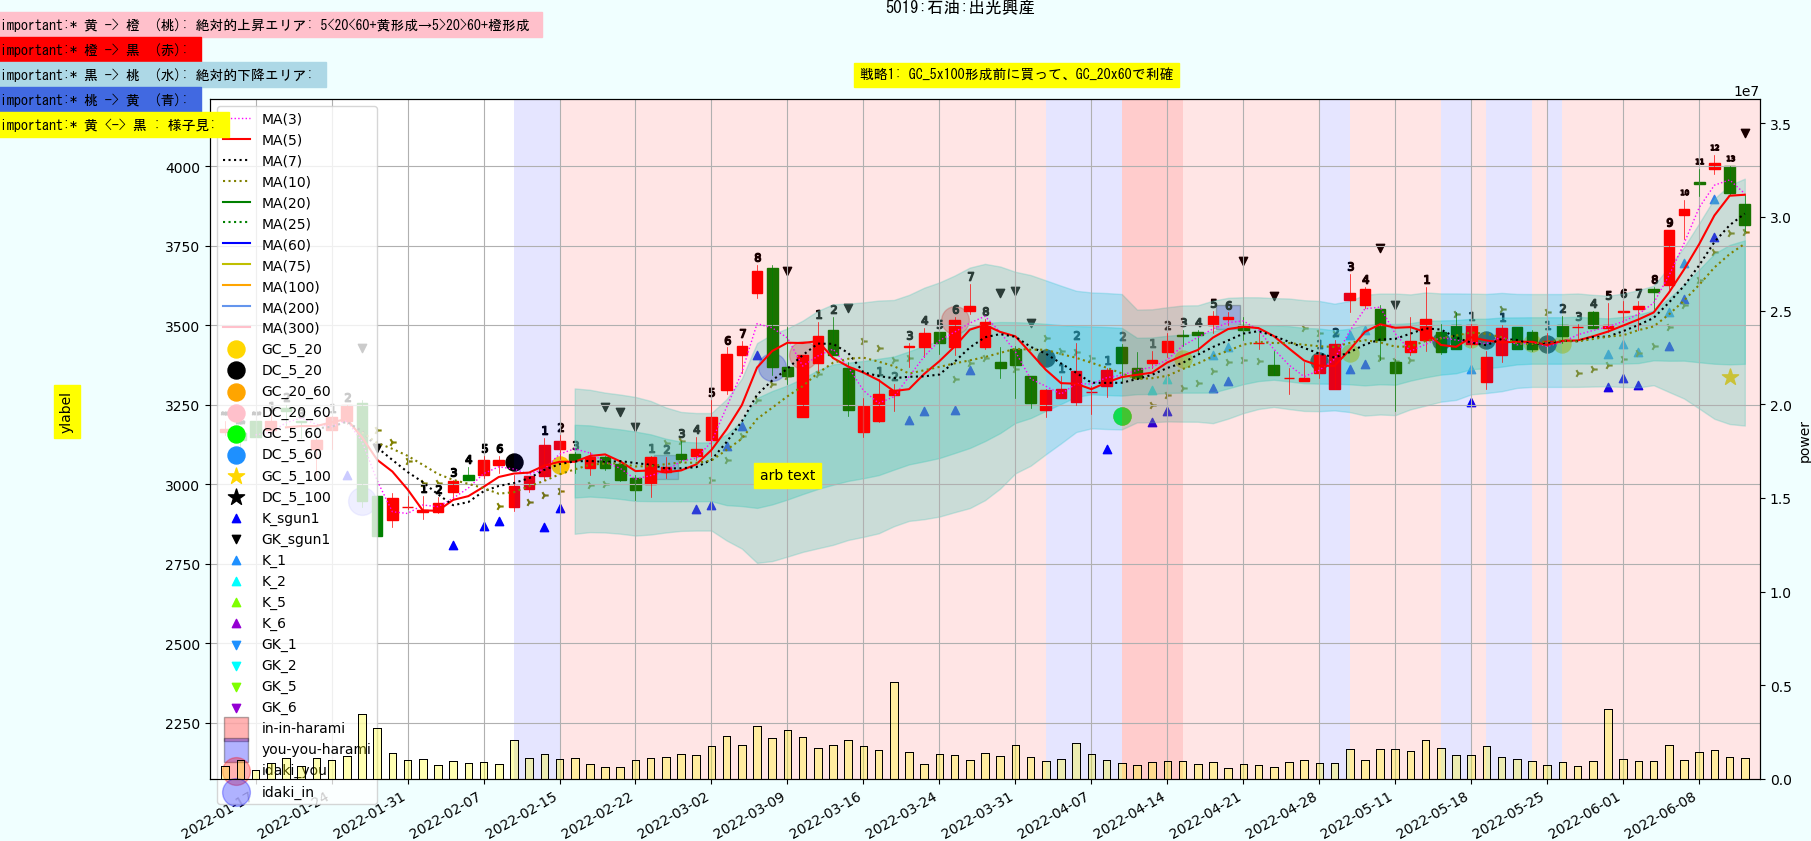 5019:石油:出光興産
important:* 黄 -> 橙 (桃): 絶対的上昇エリア: 5<20<60+黄形成→5>20>60+橙形成
important:* 橙 -> 黒 (赤):
important:* 黒 -> 桃 (水): 絶対的下降エリア:
戦略1: GC_5x100形成前に買って、GC_20x60で利確
important:* 桃 -> 黄 (青):
important:* 黄 <-> 黒 : 様子見:
1e7
MA(3)
MA(5)
MA(7)
MA(10)
MA(20)
MA(25)
MA(60)
MA(75)
MA(100)
MA(200)
MA(300)
GC_5_20
DC_5_20
GC_20_60
DC_20_60
GC_5_60
DC_5_60
GC_5_100
DC_5_100
K_sgun1
GK_sgun1
K_1
K_2
K_5
K_6
GK_1
GK_2
GK_5
GK_6
in-in-harami
you-you-harami
idaki_you
idaki_in
4000
3750
3500
3250
3000
2750
2500
2250
ylabel
arb text
3.5
3.0
2.5
2.0
1.5
1.0
0.5
0.0
power
2022-01-17
2022-01-24
2022-01-31
2022-02-07
2022-02-15
2022-02-22
2022-03-02
2022-03-09
2022-03-16
2022-03-24
2022-03-31
2022-04-07
2022-04-14
2022-04-21
2022-04-28
2022-05-11
2022-05-18
2022-05-25
2022-06-01
2022-06-08